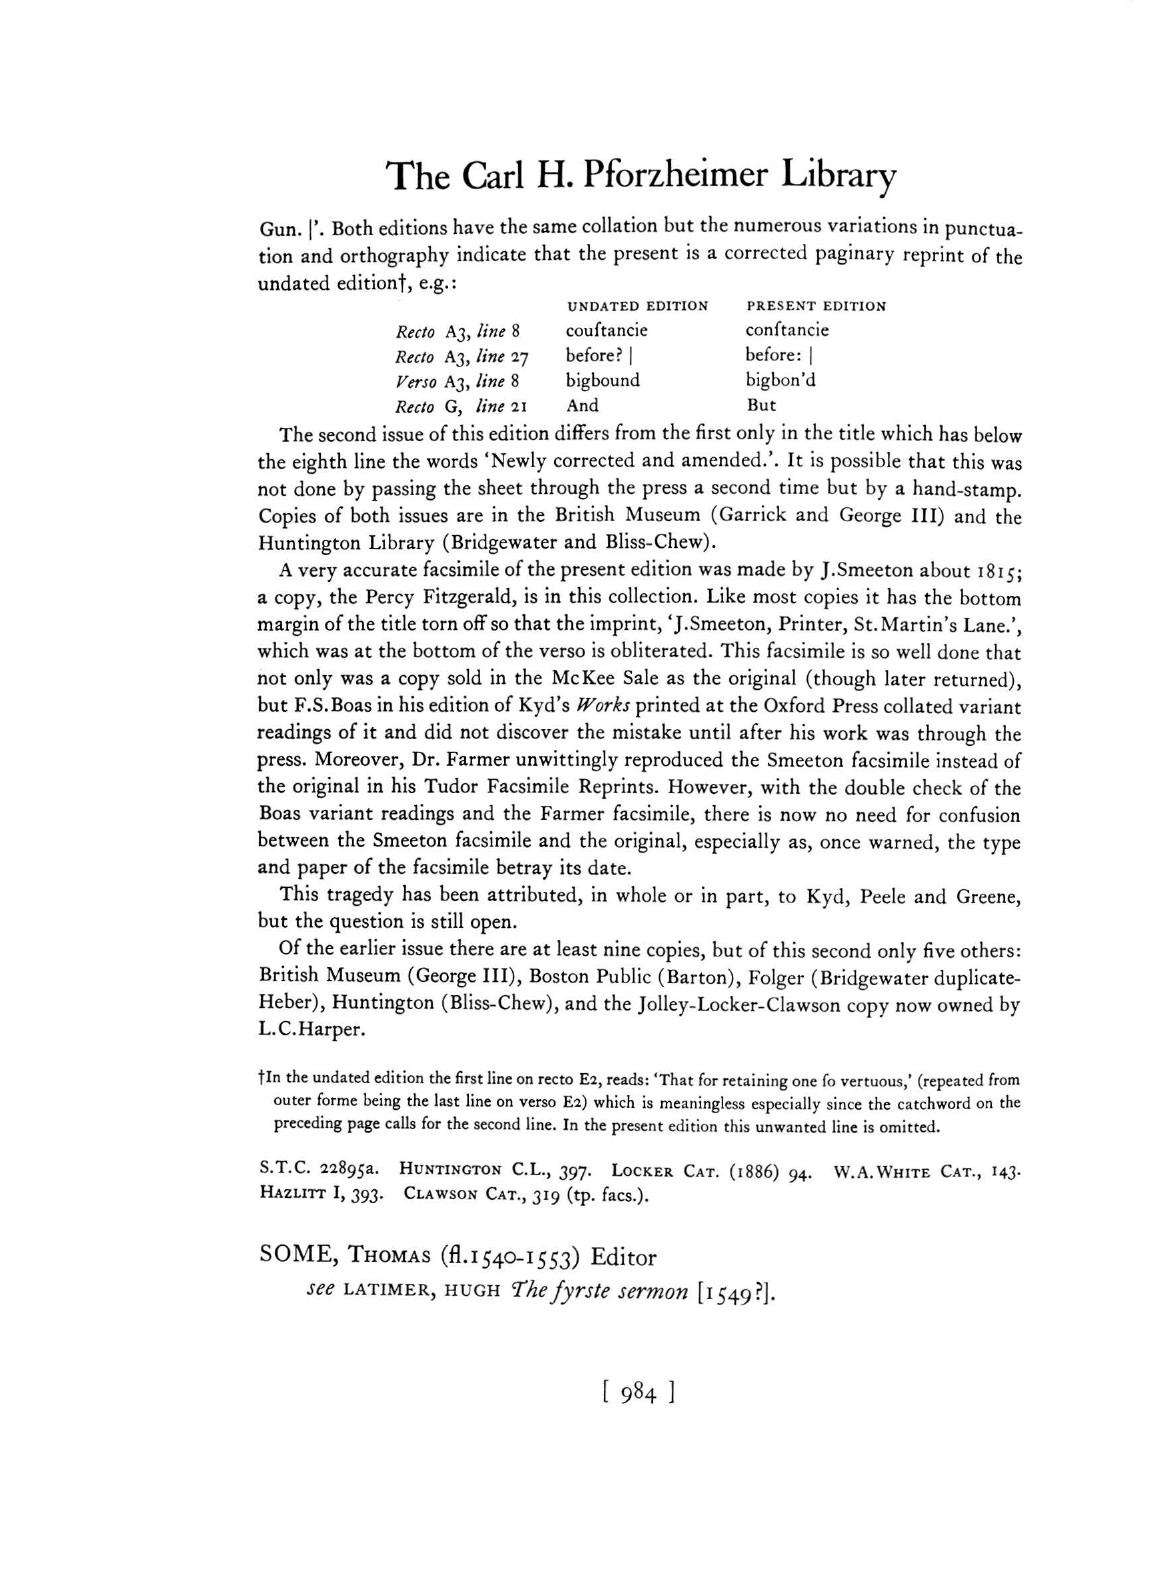 The Carl H. Pforzheimer Library
Gun. |’. Both editions have the same collation but the numerous variations in punctua-
tion and orthography indicate that the present is a corrected paginary reprint of the
undated edition†, e.g.:
UNDATED EDITION PRESENT EDITION
Recto A3, line 8 couſtancie conſtancie
Recto A3, line 27 before? | before: |
Verso A3, line 8 bigbound bigbon’d
Recto G, line 21 And But
The second issue of this edition differs from the first only in the title which has below
the eighth line the words ‘Newly corrected and amended.’. It is possible that this was
not done by passing the sheet through the press a second time but by a hand-stamp.
Copies of both issues are in the British Museum (Garrick and George III) and the
Huntington Library (Bridgewater and Bliss-Chew).
A very accurate facsimile of the present edition was made by J.Smeeton about 1815;
a copy, the Percy Fitzgerald, is in this collection. Like most copies it has the bottom
margin of the title torn off so that the imprint, ‘J.Smeeton, Printer, St.Martin’s Lane.’,
which was at the bottom of the verso is obliterated. This facsimile is so well done that
not only was a copy sold in the McKee Sale as the original (though later returned),
but F.S.Boas in his edition of Kyd’s Works printed at the Oxford Press collated variant
readings of it and did not discover the mistake until after his work was through the
press. Moreover, Dr. Farmer unwittingly reproduced the Smeeton facsimile instead of
the original in his Tudor Facsimile Reprints. However, with the double check of the
Boas variant readings and the Farmer facsimile, there is now no need for confusion
between the Smeeton facsimile and the original, especially as, once warned, the type
and paper of the facsimile betray its date.
This tragedy has been attributed, in whole or in part, to Kyd, Peele and Greene,
but the question is still open.
Of the earlier issue there are at least nine copies, but of this second only five others:
British Museum (George III), Boston Public (Barton), Folger (Bridgewater duplicate-
Heber), Huntington (Bliss-Chew), and the Jolley-Locker-Clawson copy now owned by
L.C.Harper.
†In the undated edition the first line on recto E2, reads: ‘That for retaining one ſo vertuous,’ (repeated from
outer forme being the last line on verso E2) which is meaningless especially since the catchword on the
preceding page calls for the second line. In the present edition this unwanted line is omitted.
S.T.C. 22895a. HUNTINGTON C.L., 397. LOCKER CAT. (1886) 94. W.A.WHITE CAT., 143.
HAZLITT I, 393. CLAWSON CAT., 319 (tp. facs.).
SOME, THOMAS (fl.1540-1553) Editor
see LATIMER, HUGH The fyrste sermon [1549?].
[ 984 ]